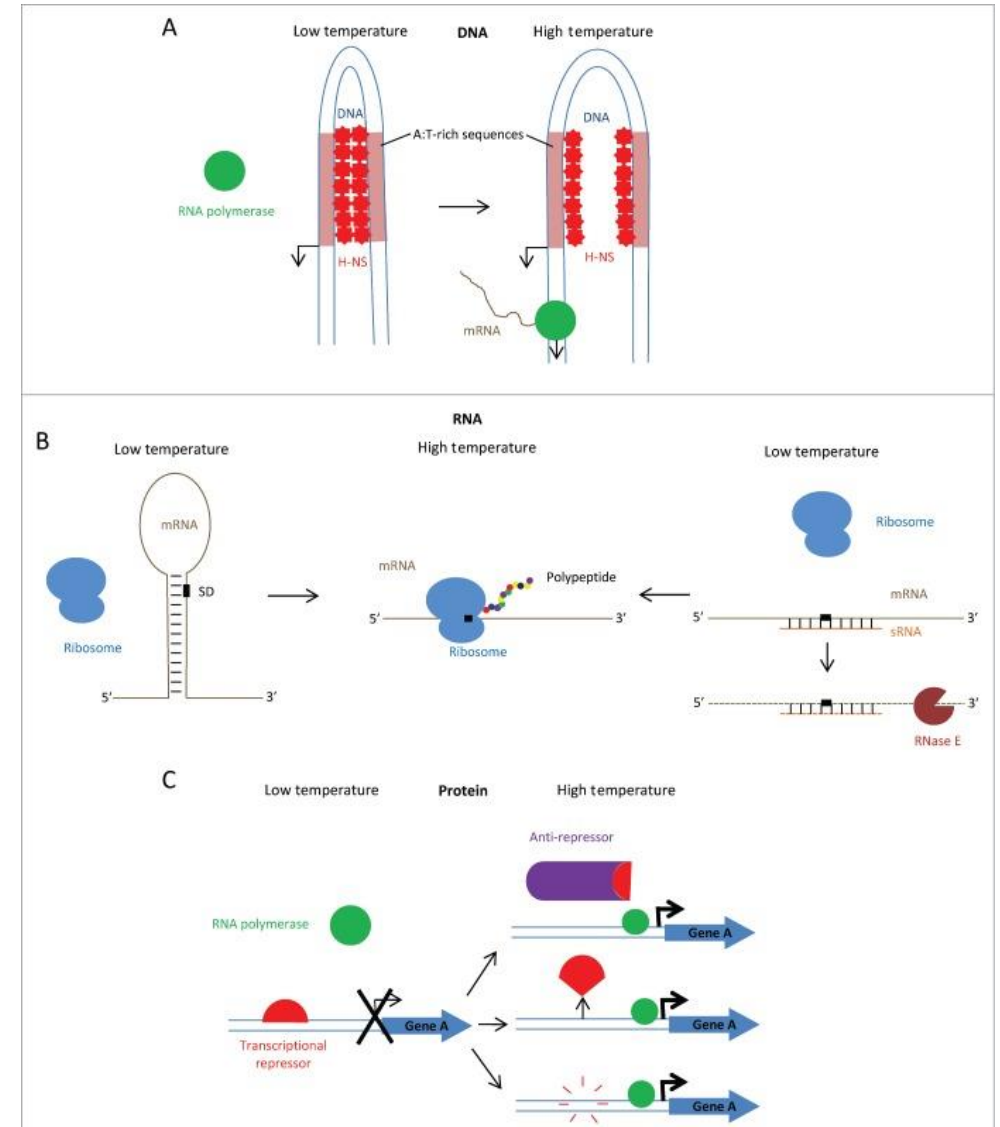 A
Low temperature
DNA
High temperature
DNA
DNA
A:T-rich sequences
RNA polymerase
H-NS
H-NS
mRNA
RNA
B
Low temperature
High temperature
Low temperature
mRNA
Ribosome
SD
mRNA
Polypeptide
mRNA
5’
3’
sRNA
5’
3’
Ribosome
Ribosome
5’
3’
5’
3’
RNase E
C
Low temperature
Protein
High temperature
Anti-repressor
RNA polymerase
Gene A
Gene A
Transcriptional
repressor
Gene A
Gene A